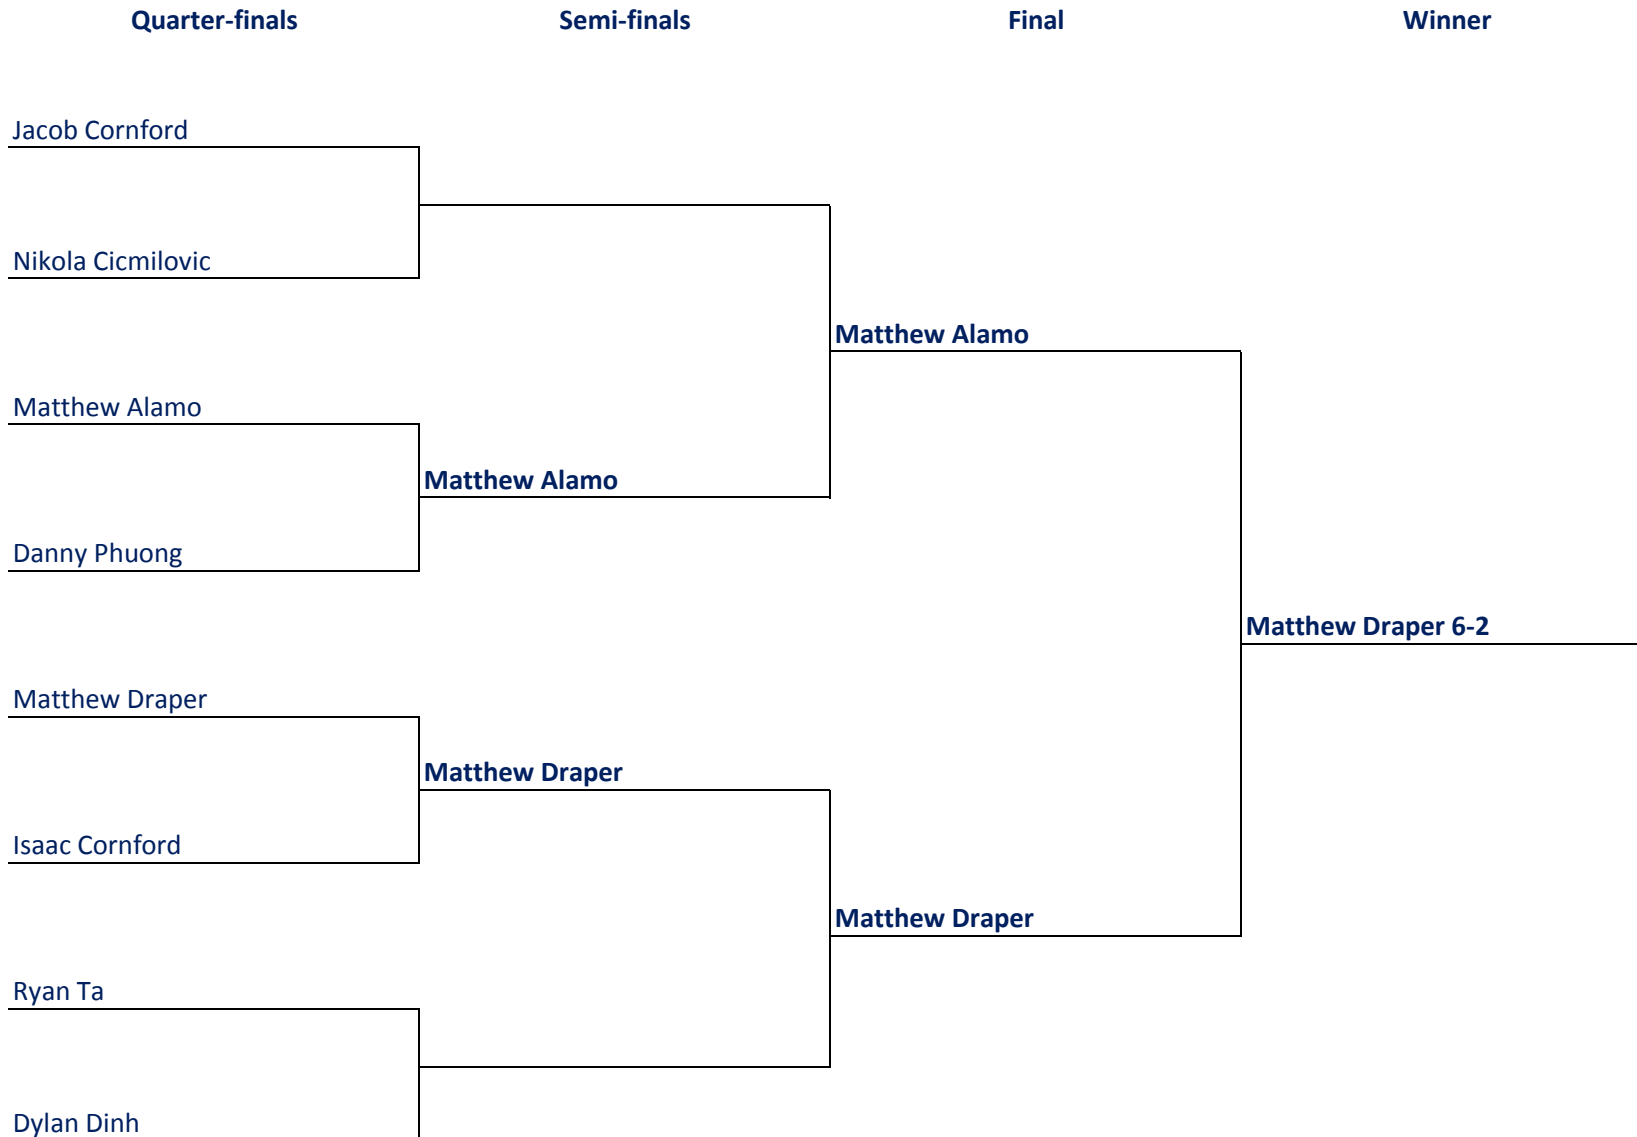 Quarter-finals Semi-finals Final Winner
Jacob Cornford
Nikola Cicmilovic
Matthew Alamo
Matthew Alamo
Matthew Alamo
Danny Phuong
Matthew Draper 6-2
Matthew Draper
Matthew Draper
Isaac Cornford
Matthew Draper
Ryan Ta
Dylan Dinh